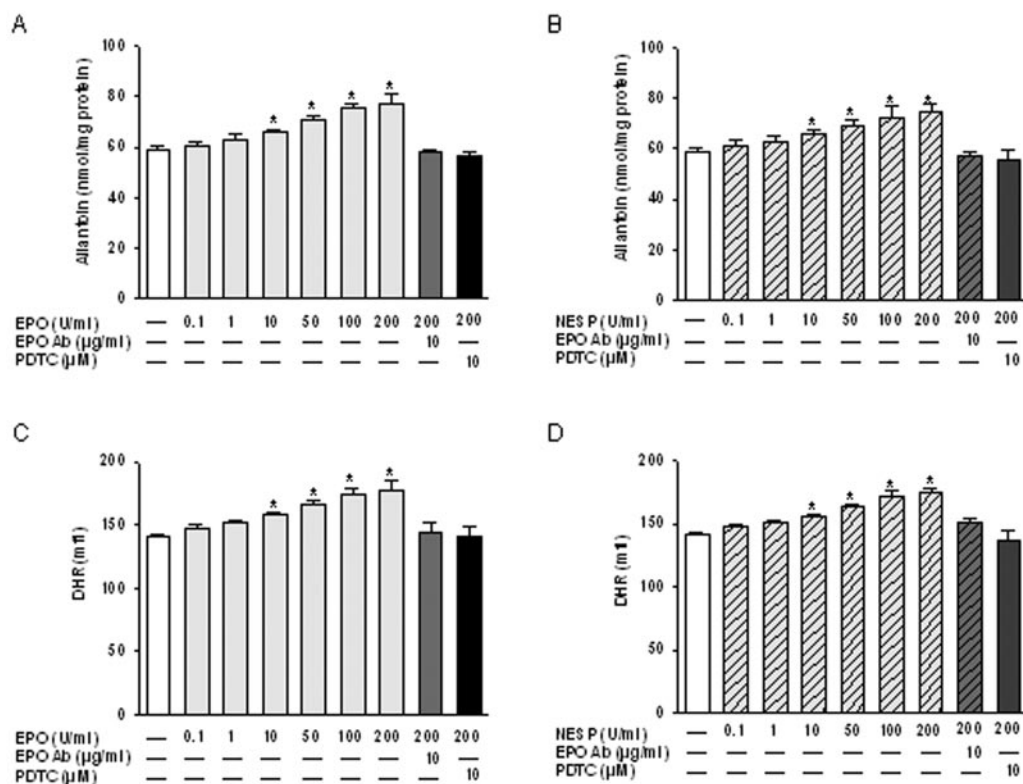 A
Allantoin (nmol/mg protein)
100
80
60
40
20
0
* * * *
EPO (U/ml) — 0.1 1 10 50 100 200 200 200
EPO Ab (µg/ml) — — — — — — — 10 —
PDTC (µM) — — — — — — — — 10
B
Allantoin (nmol/mg protein)
100
80
60
40
20
0
* * * *
NESP (U/ml) — 0.1 1 10 50 100 200 200 200
EPO Ab (µg/ml) — — — — — — — 10 —
PDTC (µM) — — — — — — — — 10
C
DHR (mfl)
200
150
100
50
0
* * * *
EPO (U/ml) — 0.1 1 10 50 100 200 200 200
EPO Ab (µg/ml) — — — — — — — 10 —
PDTC (µM) — — — — — — — — 10
D
DHR (mfl)
200
150
100
50
0
* * * *
NESP (U/ml) — 0.1 1 10 50 100 200 200 200
EPO Ab (µg/ml) — — — — — — — 10 —
PDTC (µM) — — — — — — — — 10